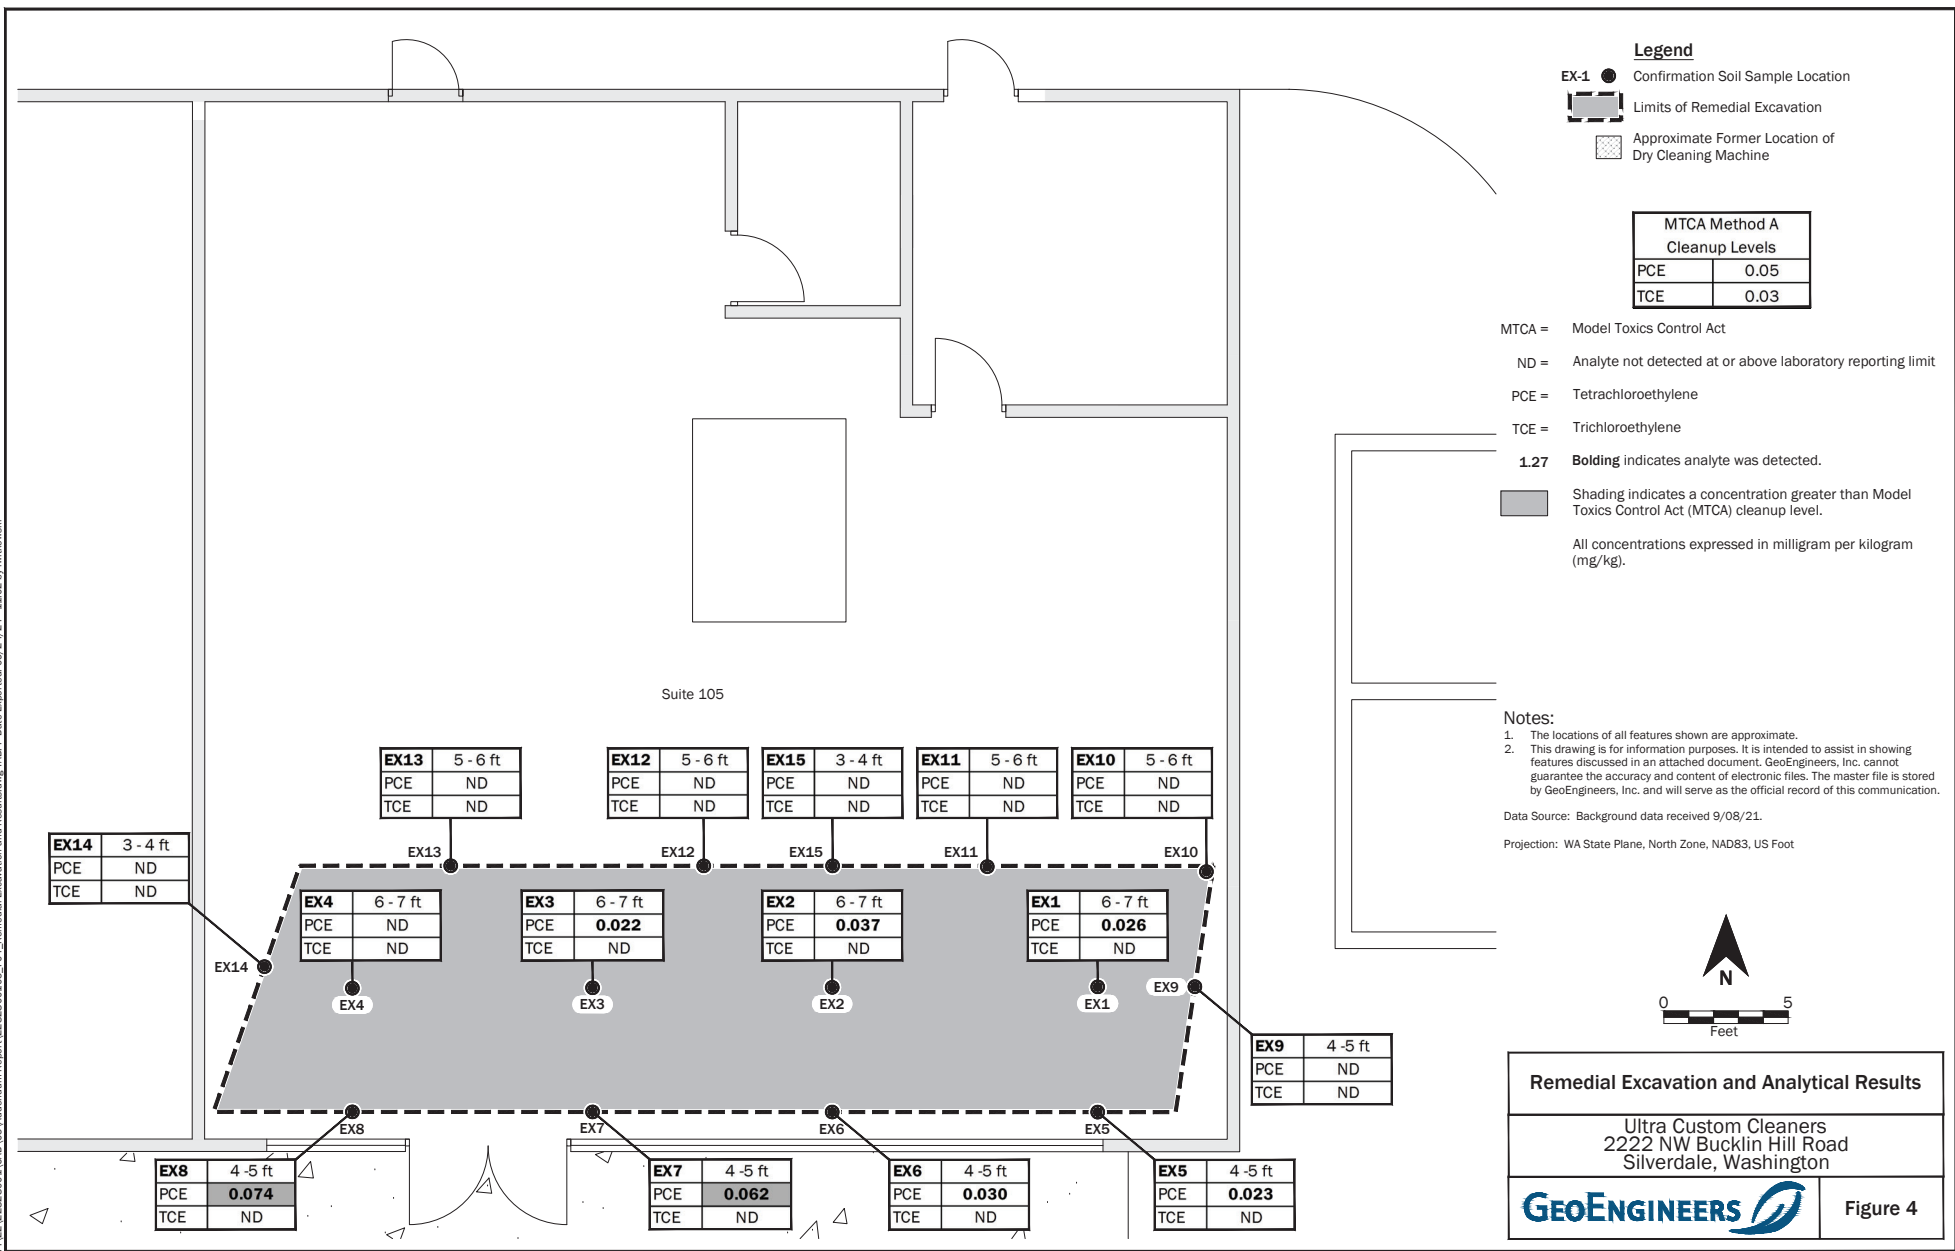 Legend
EX-1 Confirmation Soil Sample Location
Limits of Remedial Excavation
Approximate Former Location of
Dry Cleaning Machine
MTCA Method A
Cleanup Levels
PCE 0.05
TCE 0.03
MTCA = Model Toxics Control Act
ND = Analyte not detected at or above laboratory reporting limit
PCE = Tetrachloroethylene
TCE = Trichloroethylene
1.27 Bolding indicates analyte was detected.
Shading indicates a concentration greater than Model
Toxics Control Act (MTCA) cleanup level.
All concentrations expressed in milligram per kilogram
(mg/kg).
Suite 105
EX13 5 - 6 ft
PCE ND
TCE ND
EX12 5 - 6 ft
PCE ND
TCE ND
EX15 3 - 4 ft
PCE ND
TCE ND
EX11 5 - 6 ft
PCE ND
TCE ND
EX10 5 - 6 ft
PCE ND
TCE ND
EX14 3 - 4 ft
PCE ND
TCE ND
EX13
EX12
EX15
EX11
EX10
EX4 6 - 7 ft
PCE ND
TCE ND
EX3 6 - 7 ft
PCE 0.022
TCE ND
EX2 6 - 7 ft
PCE 0.037
TCE ND
EX1 6 - 7 ft
PCE 0.026
TCE ND
EX14
EX4
EX3
EX2
EX1
EX9
EX9 4 -5 ft
PCE ND
TCE ND
EX8
EX7
EX6
EX5
EX8 4 -5 ft
PCE 0.074
TCE ND
EX7 4 -5 ft
PCE 0.062
TCE ND
EX6 4 -5 ft
PCE 0.030
TCE ND
EX5 4 -5 ft
PCE 0.023
TCE ND
Notes:
1. The locations of all features shown are approximate.
2. This drawing is for information purposes. It is intended to assist in showing
features discussed in an attached document. GeoEngineers, Inc. cannot
guarantee the accuracy and content of electronic files. The master file is stored
by GeoEngineers, Inc. and will serve as the official record of this communication.
Data Source: Background data received 9/08/21.
Projection: WA State Plane, North Zone, NAD83, US Foot
N
0 5
Feet
Remedial Excavation and Analytical Results
Ultra Custom Cleaners
2222 NW Bucklin Hill Road
Silverdale, Washington
GEOENGINEERS
Figure 4